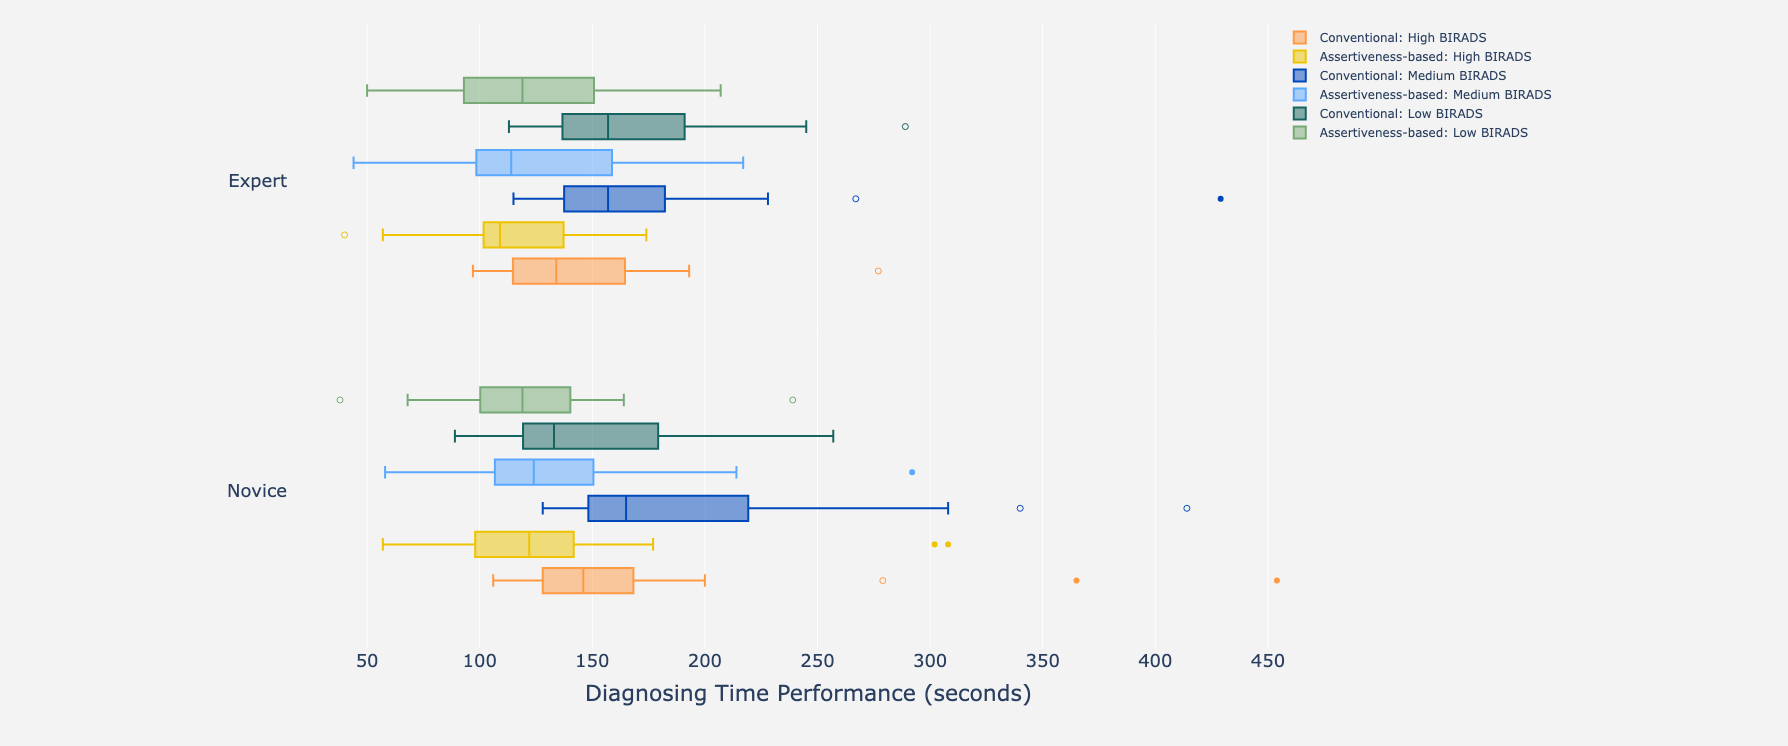 Conventional: High BIRADS
Assertiveness-based: High BIRADS
Conventional: Medium BIRADS
Assertiveness-based: Medium BIRADS
Conventional: Low BIRADS
Assertiveness-based: Low BIRADS
Expert
Novice
50 100 150 200 250 300 350 400 450
Diagnosing Time Performance (seconds)